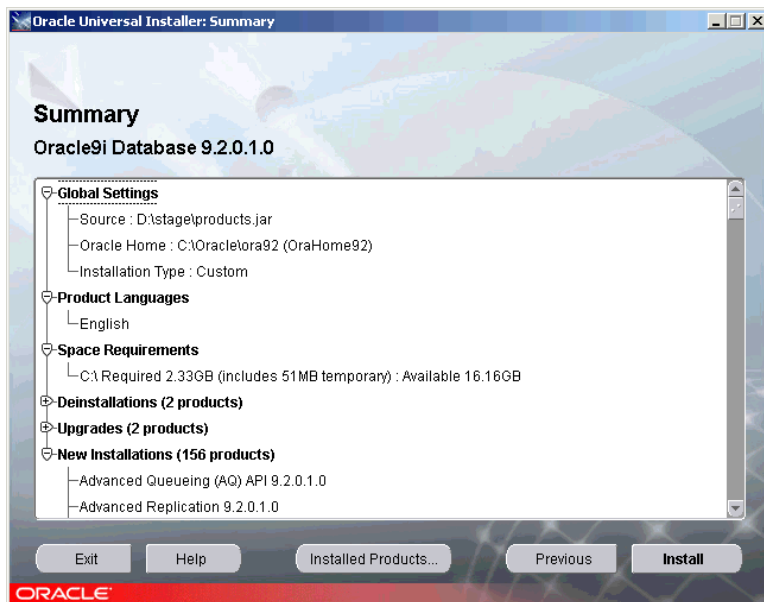 Oracle Universal Installer: Summary
Summary
Oracle9i Database 9.2.0.1.0
Global Settings
Source : D:\stage\products.jar
Oracle Home : C:\Oracle\ora92 (OraHome92)
Installation Type : Custom
Product Languages
English
Space Requirements
C:\ Required 2.33GB (includes 51MB temporary) : Available 16.16GB
Deinstallations (2 products)
Upgrades (2 products)
New Installations (156 products)
Advanced Queueing (AQ) API 9.2.0.1.0
Advanced Replication 9.2.0.1.0
Exit Help Installed Products... Previous Install
ORACLE